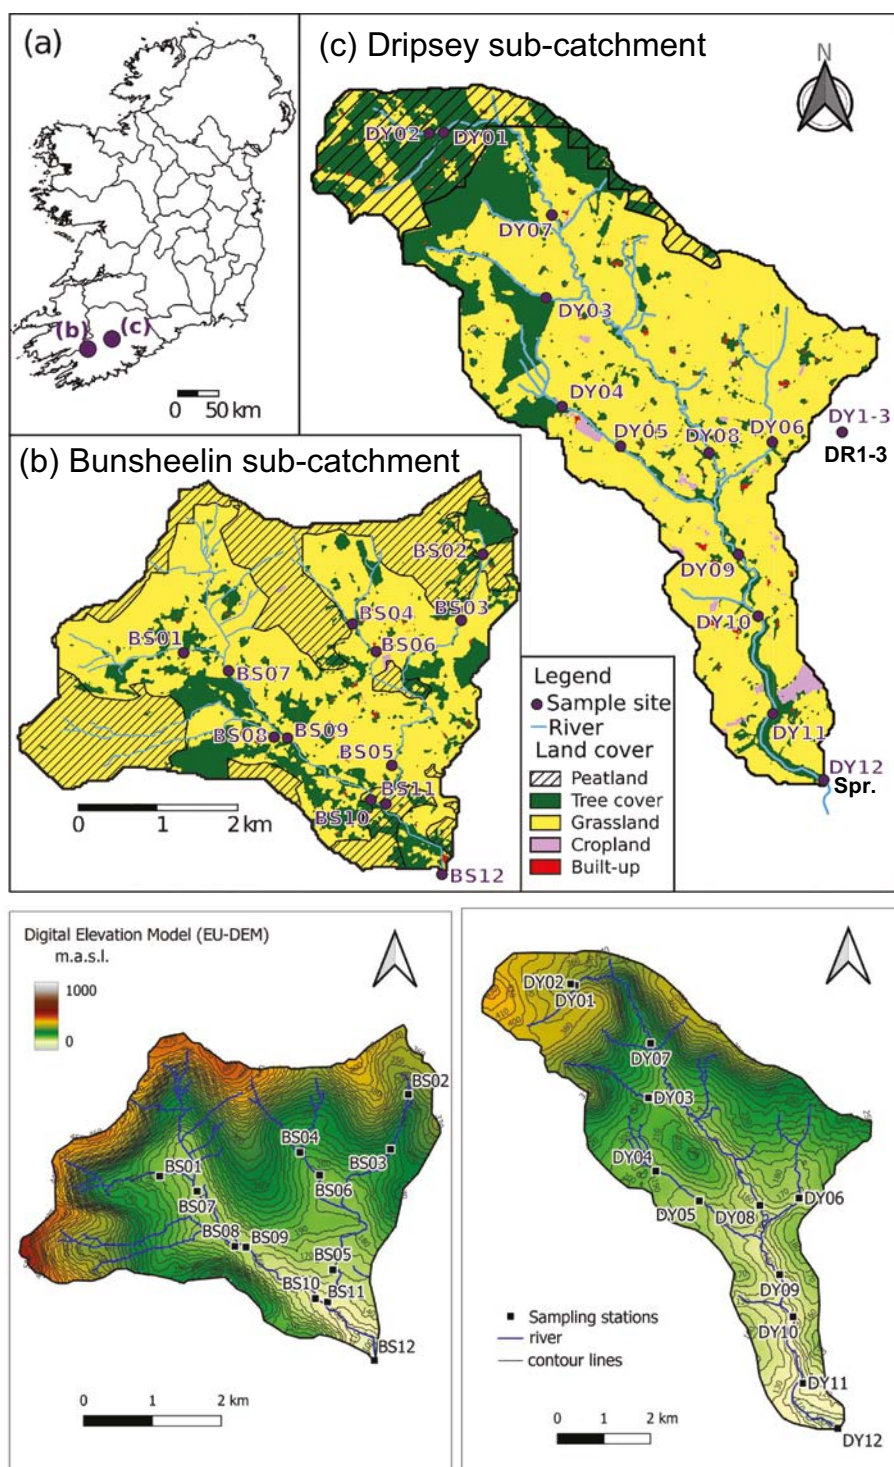 (a)
(b)
(c)
0 50 km
(c) Dripsey sub-catchment
N
DY02
DY01
DY07
DY03
DY04
DY05
DY08
DY06
DY1-3
DR1-3
DY09
DY10
DY11
DY12
Spr.
(b) Bunsheelin sub-catchment
BS02
BS04
BS03
BS01
BS06
BS07
BS08
BS09
BS05
BS11
BS10
BS12
0 1 2 km
Legend
Sample site
River
Land cover
Peatland
Tree cover
Grassland
Cropland
Built-up
Digital Elevation Model (EU-DEM)
m.a.s.l.
1000
0
BS02
BS04
BS03
BS01
BS06
BS07
BS08
BS09
BS05
BS10
BS11
BS12
0 1 2 km
DY02
DY01
DY07
DY03
DY04
DY05
DY08
DY06
DY09
DY10
DY11
DY12
Sampling stations
river
contour lines
0 1 2 km